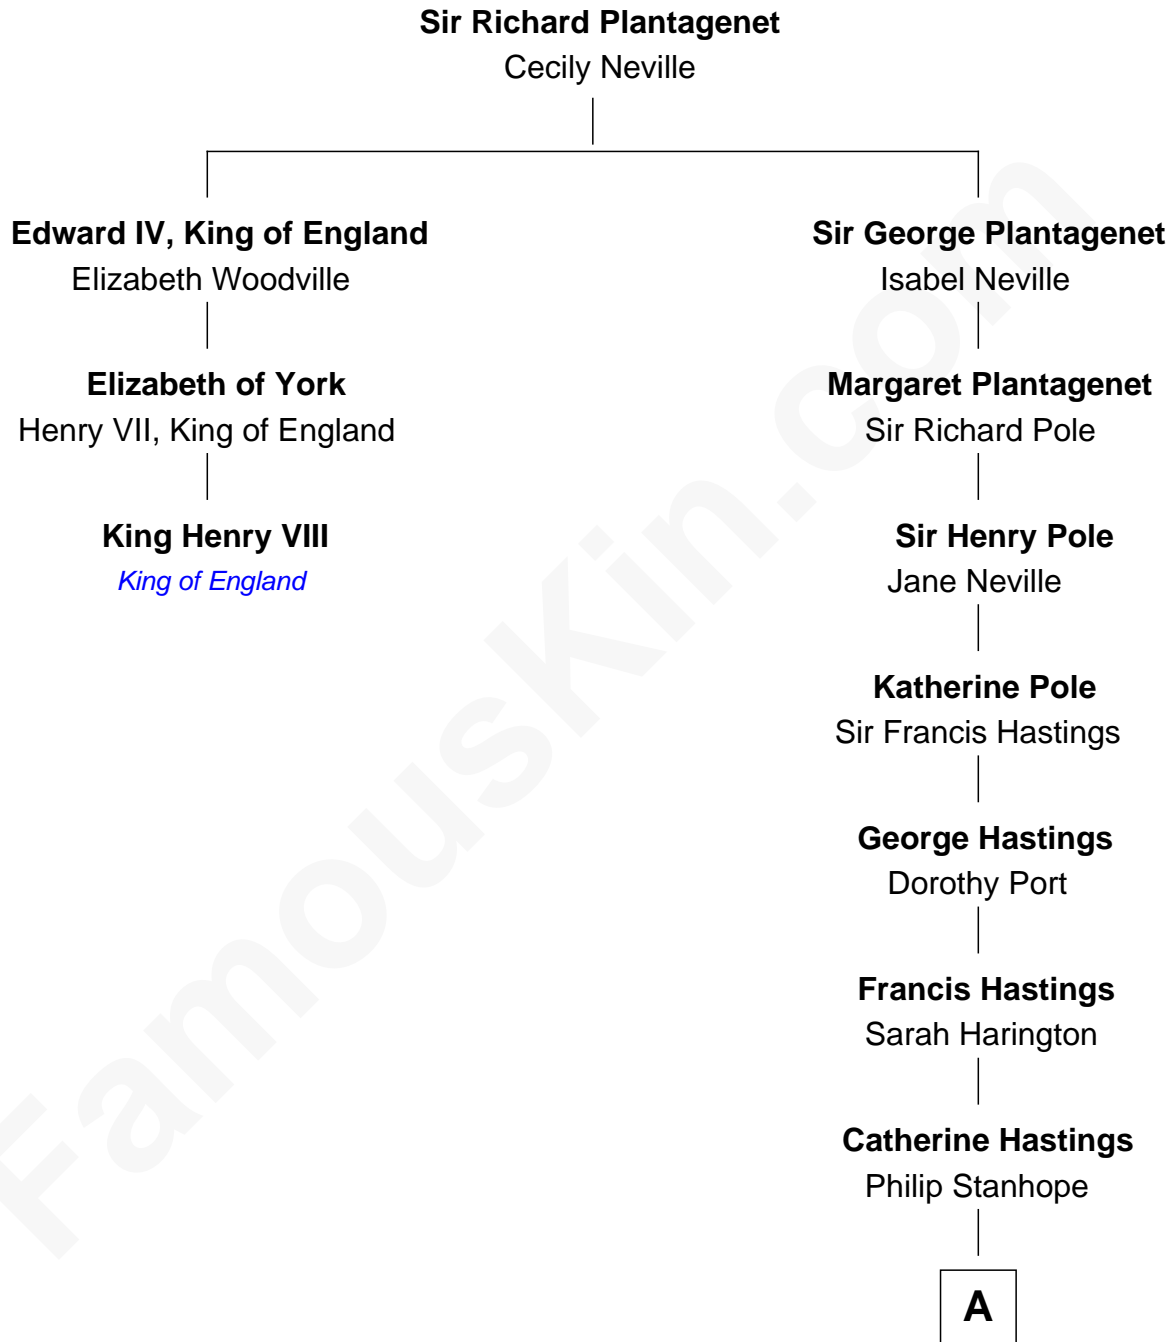 Sir Richard Plantagenet
Cecily Neville
Edward IV, King of England
Elizabeth Woodville
Elizabeth of York
Henry VII, King of England
King Henry VIII
King of England
Sir George Plantagenet
Isabel Neville
Margaret Plantagenet
Sir Richard Pole
Sir Henry Pole
Jane Neville
Katherine Pole
Sir Francis Hastings
George Hastings
Dorothy Port
Francis Hastings
Sarah Harington
Catherine Hastings
Philip Stanhope
A
FamousKin.com